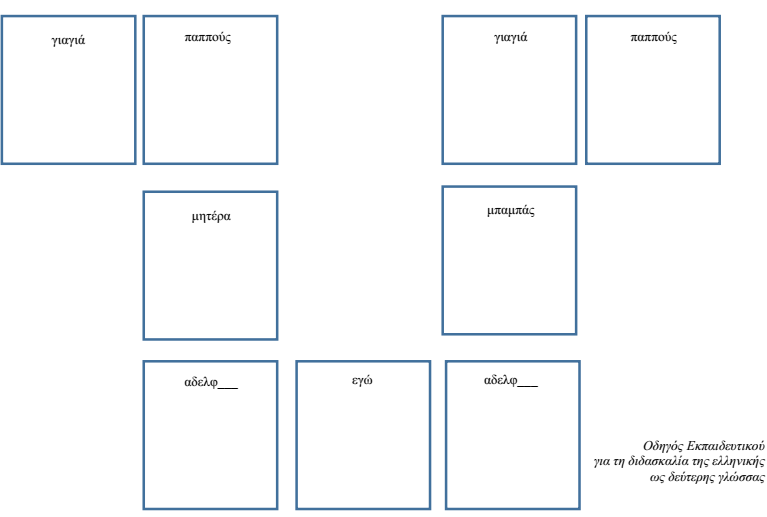 γιαγιά
παππούς
γιαγιά
παππούς
μητέρα
μπαμπάς
αδελφ___
εγώ
αδελφ___
Οδηγός Εκπαιδευτικού
για τη διδασκαλία της ελληνικής
ως δεύτερης γλώσσας